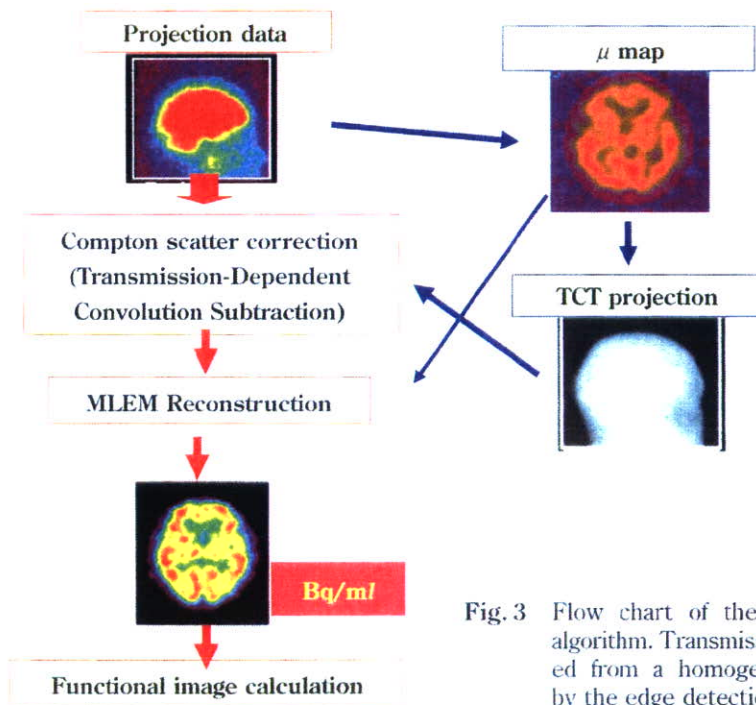 Projection data
μ map
Compton scatter correction
(Transmission-Dependent
Convolution Subtraction)
TCT projection
MLEM Reconstruction
Bq/ml
Functional image calculation
Fig. 3 Flow chart of the
algorithm. Transmis
ed from a homoge
by the edge detectio